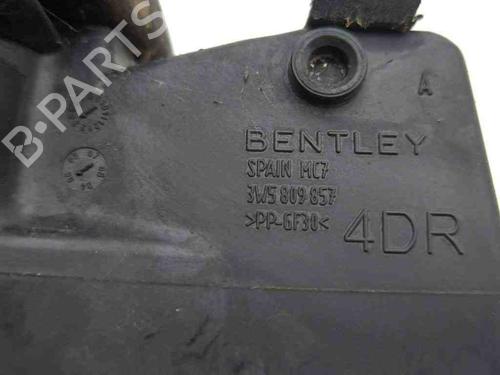 B-PARTS
A
BENTLEY
SPAIN MC7
3W5 809 857
>PP-GF30<
4DR